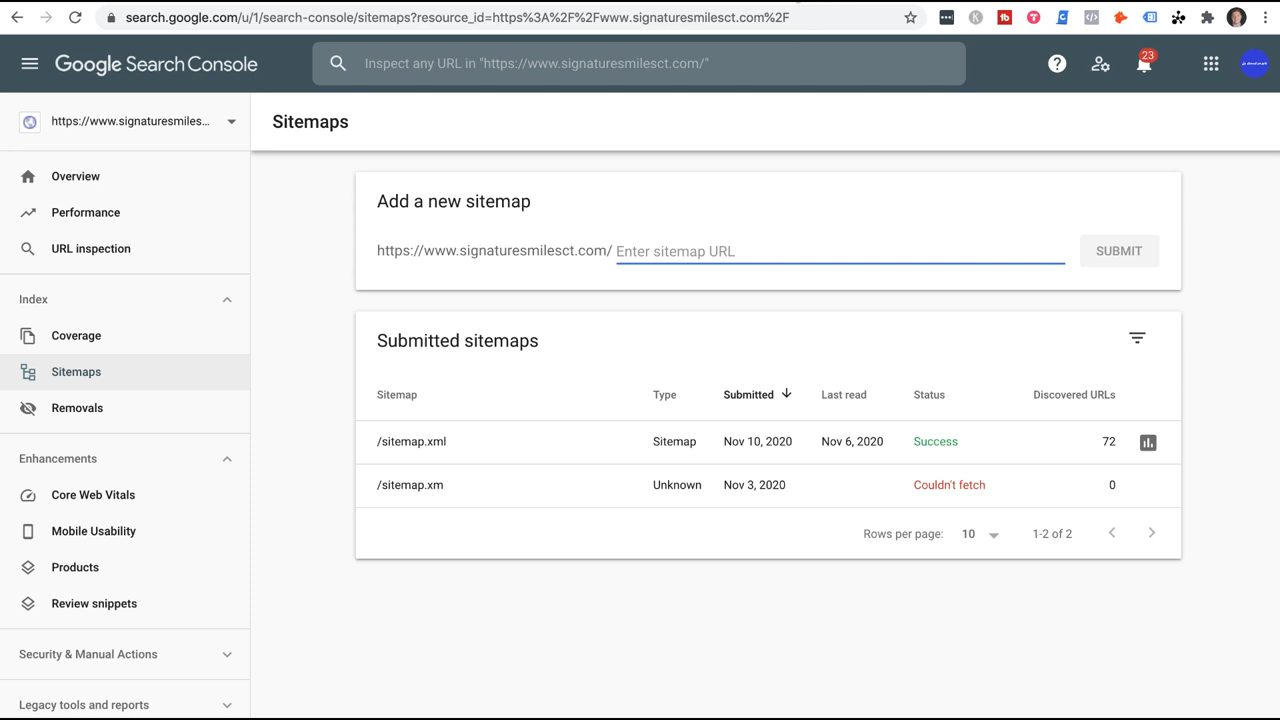 search.google.com/u/1/search-console/sitemaps?resource_id=https%3A%2F%2Fwww.signaturesmilesct.com%2F
Google Search Console
Inspect any URL in "https://www.signaturesmilesct.com/"
23
https://www.signaturesmiles...
Sitemaps
Overview
Performance
URL inspection
Index
Coverage
Sitemaps
Removals
Enhancements
Core Web Vitals
Mobile Usability
Products
Review snippets
Security & Manual Actions
Legacy tools and reports
Add a new sitemap
https://www.signaturesmilesct.com/ Enter sitemap URL SUBMIT
Submitted sitemaps
Sitemap Type Submitted Last read Status Discovered URLs
/sitemap.xml Sitemap Nov 10, 2020 Nov 6, 2020 Success 72
/sitemap.xm Unknown Nov 3, 2020 Couldn't fetch 0
Rows per page: 10 1-2 of 2